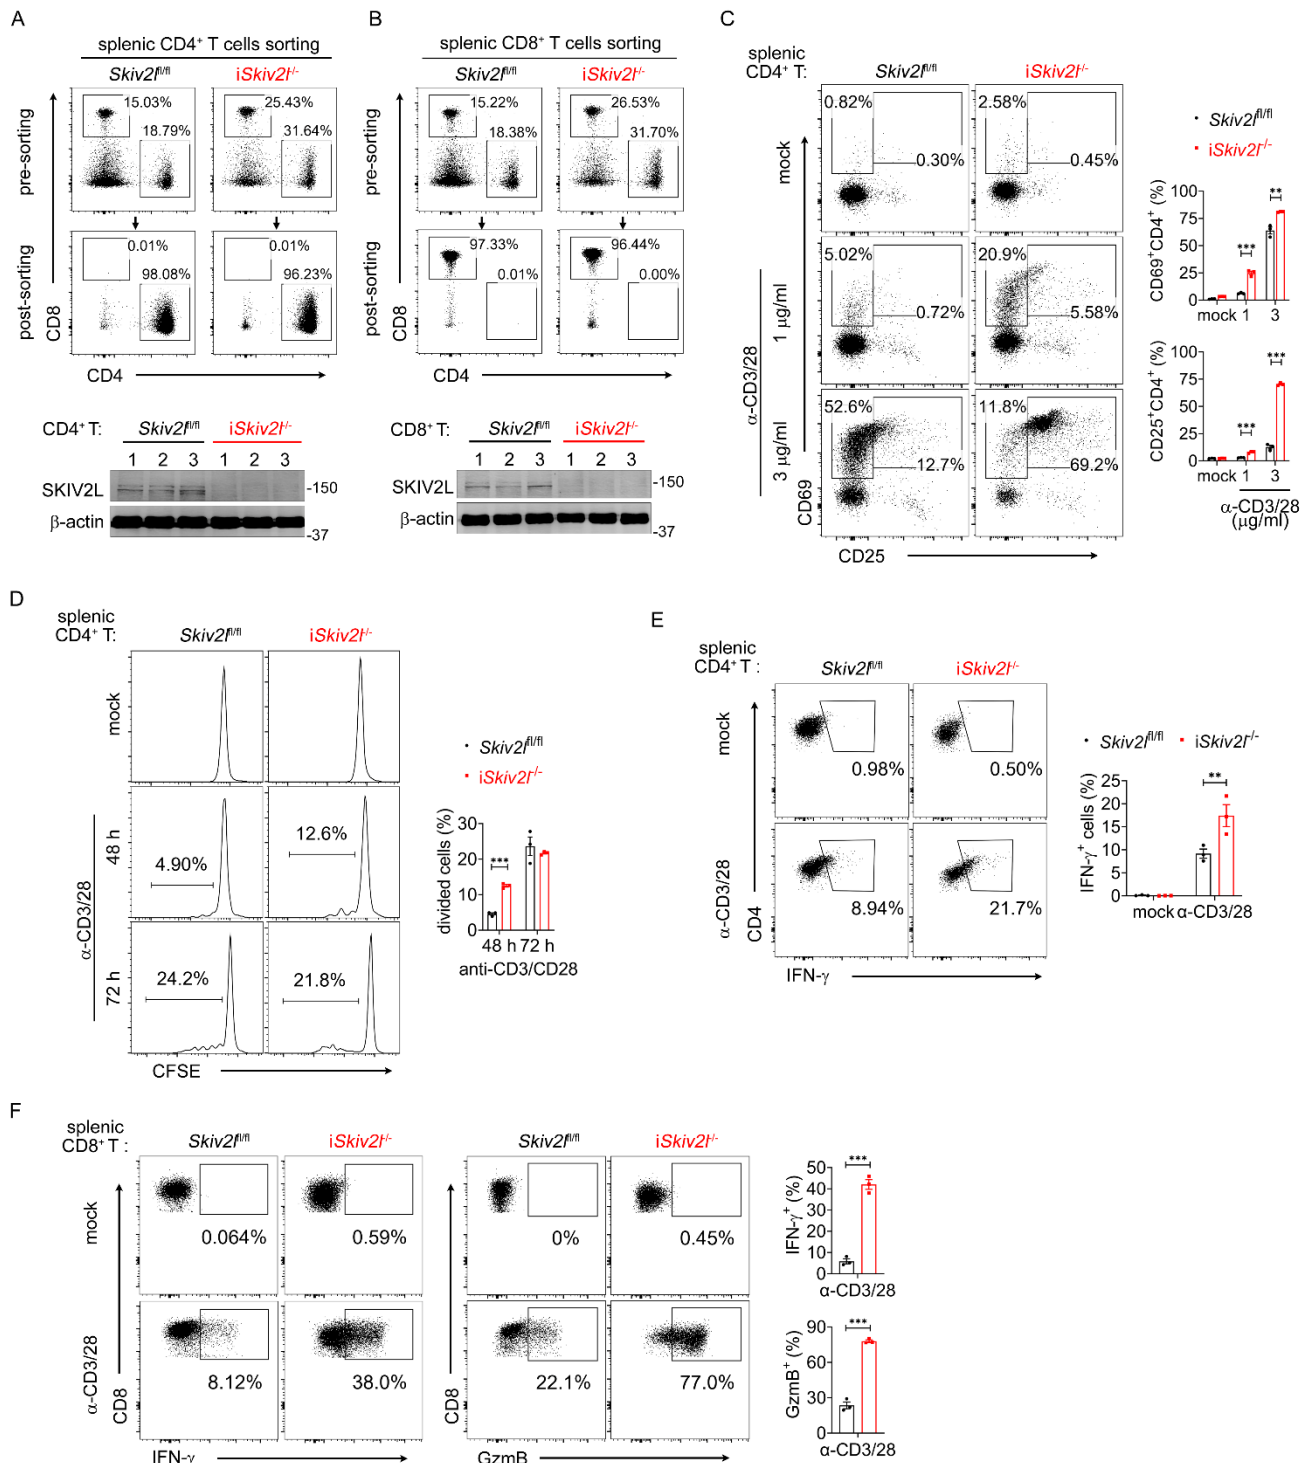 A
splenic CD4⁺ T cells sorting
Skiv2l^fl/fl
iSkiv2l^-/-
pre-sorting
15.03%
18.79%
25.43%
31.64%
post-sorting
0.01%
98.08%
0.01%
96.23%
CD8
CD4
CD4⁺ T:
Skiv2l^fl/fl
iSkiv2l^-/-
1 2 3 1 2 3
SKIV2L
-150
β-actin
-37
B
splenic CD8⁺ T cells sorting
Skiv2l^fl/fl
iSkiv2l^-/-
pre-sorting
15.22%
18.38%
26.53%
31.70%
post-sorting
97.33%
0.01%
96.44%
0.00%
CD8
CD4
CD8⁺ T:
Skiv2l^fl/fl
iSkiv2l^-/-
1 2 3 1 2 3
SKIV2L
-150
β-actin
-37
C
splenic
CD4⁺ T:
Skiv2l^fl/fl
iSkiv2l^-/-
mock
0.82%
0.30%
2.58%
0.45%
α-CD3/28
1 μg/ml
5.02%
0.72%
20.9%
5.58%
3 μg/ml
52.6%
12.7%
11.8%
69.2%
CD69
CD25
Skiv2l^fl/fl
iSkiv2l^-/-
CD69⁺CD4⁺ (%)
100
75
50
25
0
***
**
mock 1 3
CD25⁺CD4⁺ (%)
100
75
50
25
0
***
***
mock 1 3
α-CD3/28
(μg/ml)
D
splenic
CD4⁺ T:
Skiv2l^fl/fl
iSkiv2l^-/-
mock
α-CD3/28
48 h
4.90%
12.6%
72 h
24.2%
21.8%
CFSE
Skiv2l^fl/fl
iSkiv2l^-/-
divided cells (%)
30
20
10
0
***
48 h 72 h
anti-CD3/CD28
E
splenic
CD4⁺ T :
Skiv2l^fl/fl
iSkiv2l^-/-
mock
0.98%
0.50%
α-CD3/28
8.94%
21.7%
CD4
IFN-γ
Skiv2l^fl/fl
iSkiv2l^-/-
IFN-γ⁺ cells (%)
25
20
15
10
5
0
**
mock α-CD3/28
F
splenic
CD8⁺ T :
Skiv2l^fl/fl
iSkiv2l^-/-
Skiv2l^fl/fl
iSkiv2l^-/-
mock
0.064%
0.59%
0%
0.45%
α-CD3/28
8.12%
38.0%
22.1%
77.0%
CD8
IFN-γ
CD8
GzmB
IFN-γ⁺ (%)
50
40
30
20
10
0
***
α-CD3/28
GzmB⁺ (%)
90
60
30
0
***
α-CD3/28